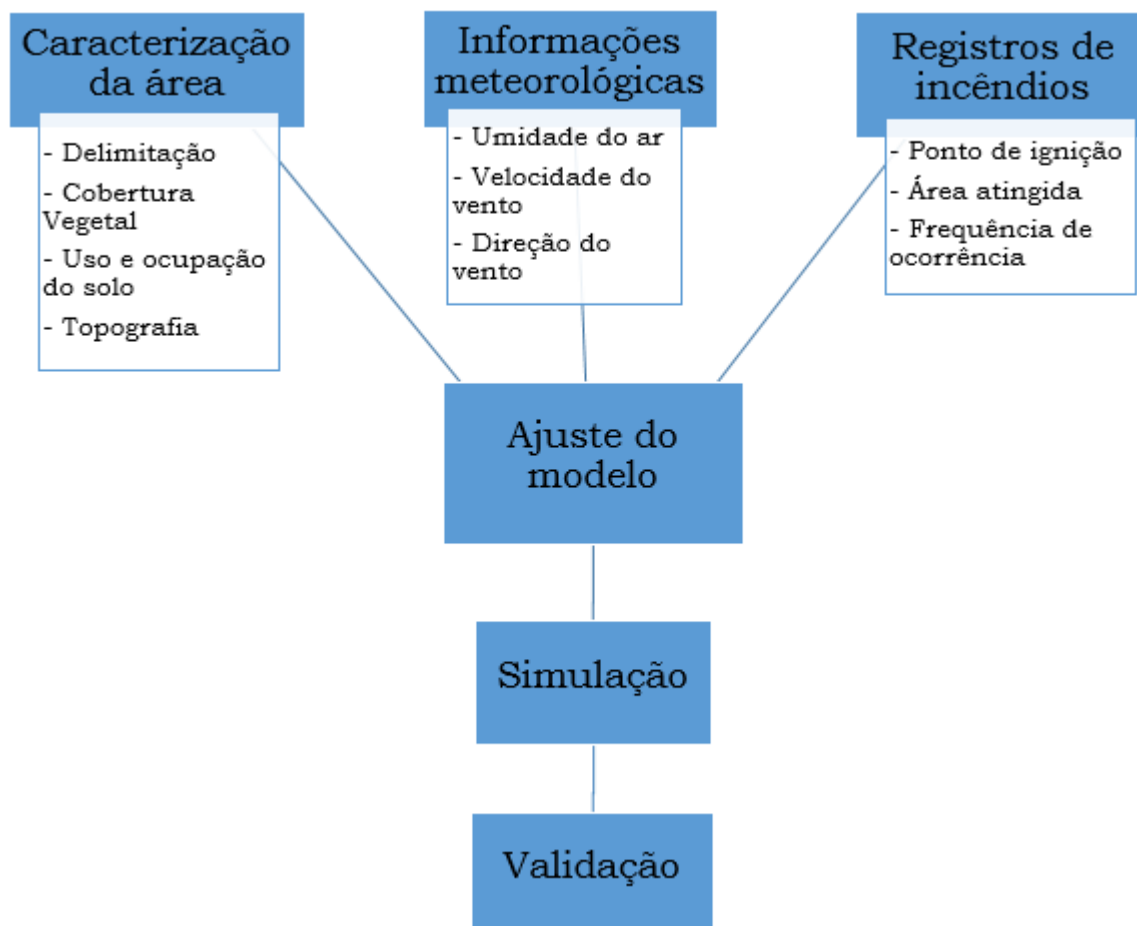 Caracterização
da área
- Delimitação
- Cobertura
Vegetal
- Uso e ocupação
do solo
- Topografia
Informações
meteorológicas
- Umidade do ar
- Velocidade do
vento
- Direção do
vento
Registros de
incêndios
- Ponto de ignição
- Área atingida
- Frequência de
ocorrência
Ajuste do
modelo
Simulação
Validação